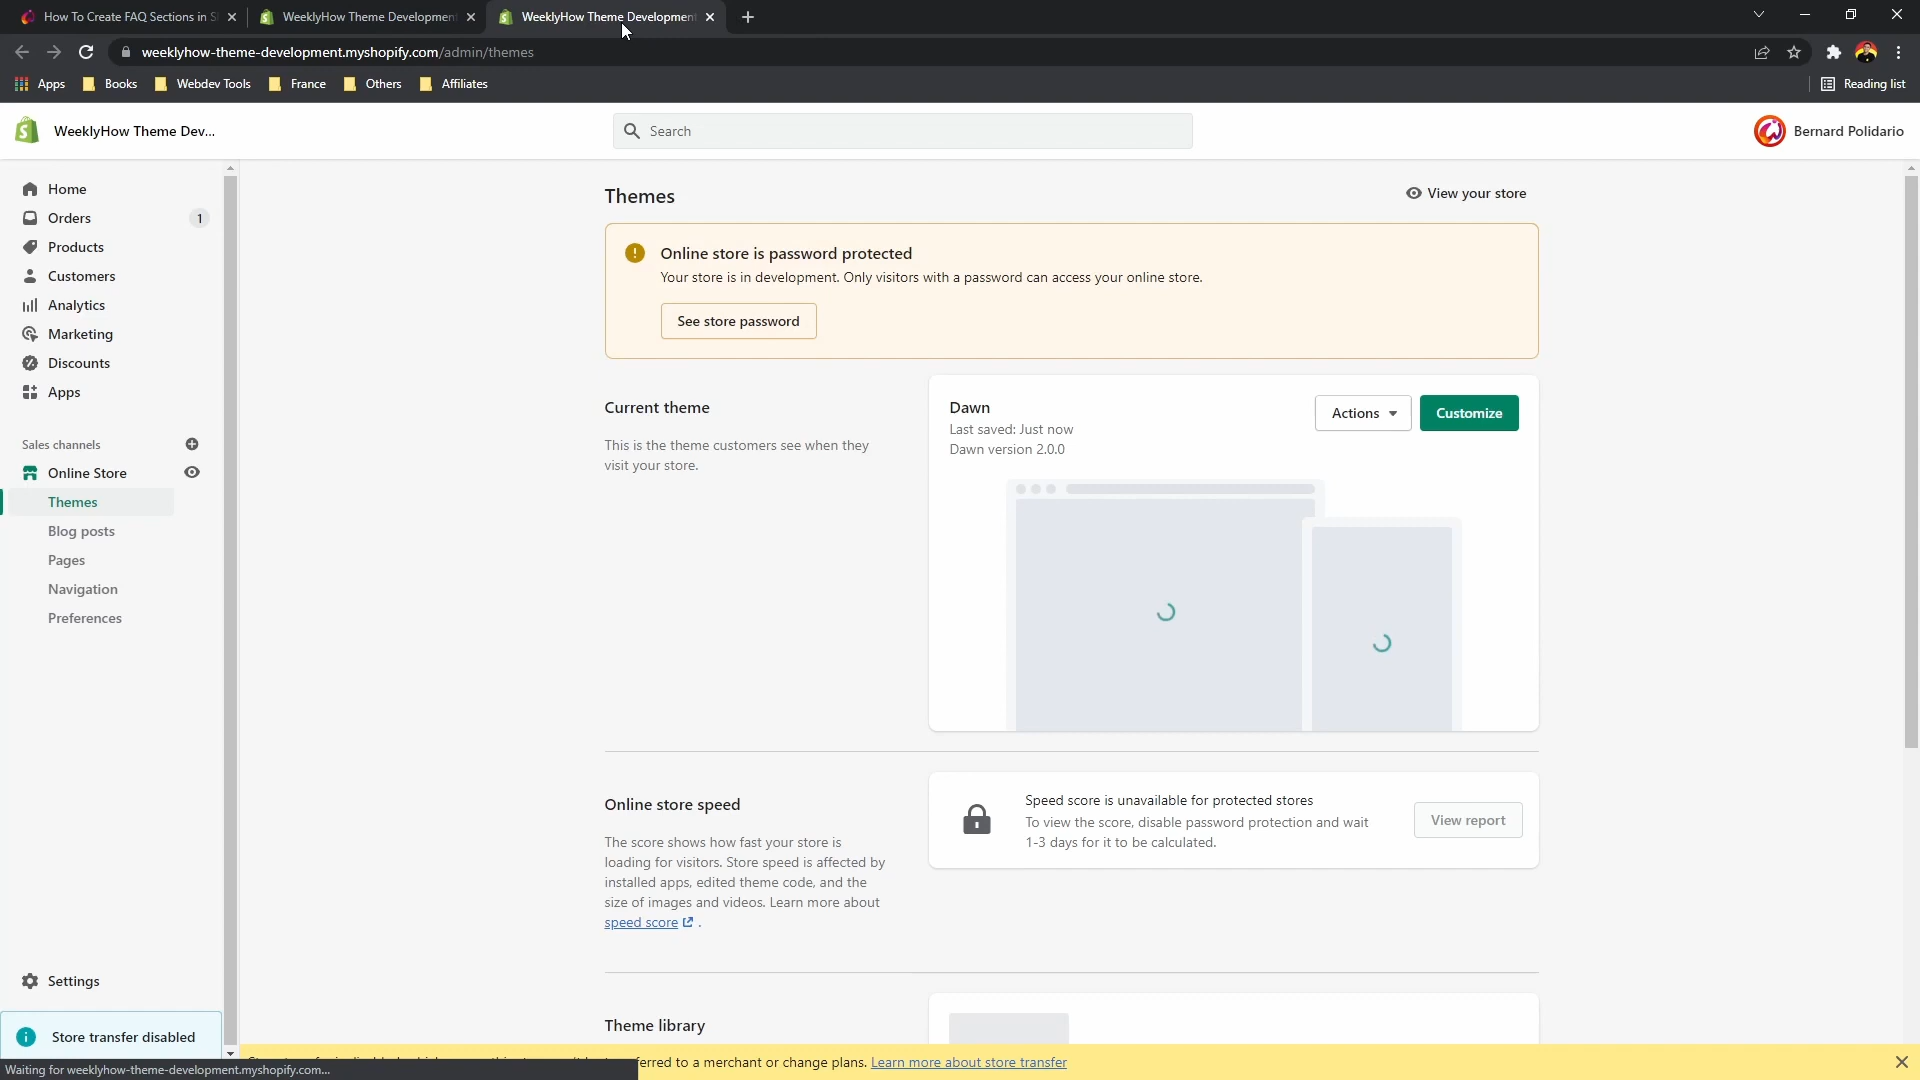 How To Create FAQ Sections in S
WeeklyHow Theme Development
WeeklyHow Theme Development
weeklyhow-theme-development.myshopify.com/admin/themes
Apps
Books
Webdev Tools
France
Others
Affiliates
Reading list
WeeklyHow Theme Dev...
Search
Bernard Polidario
Home
Orders
1
Products
Customers
Analytics
Marketing
Discounts
Apps
Sales channels
Online Store
Themes
Blog posts
Pages
Navigation
Preferences
Settings
Store transfer disabled
Themes
View your store
Online store is password protected
Your store is in development. Only visitors with a password can access your online store.
See store password
Current theme
This is the theme customers see when they
visit your store.
Dawn
Last saved: Just now
Dawn version 2.0.0
Actions
Customize
Online store speed
The score shows how fast your store is
loading for visitors. Store speed is affected by
installed apps, edited theme code, and the
size of images and videos. Learn more about
speed score .
Speed score is unavailable for protected stores
To view the score, disable password protection and wait
1-3 days for it to be calculated.
View report
Theme library
ferred to a merchant or change plans. Learn more about store transfer
Waiting for weeklyhow-theme-development.myshopify.com...